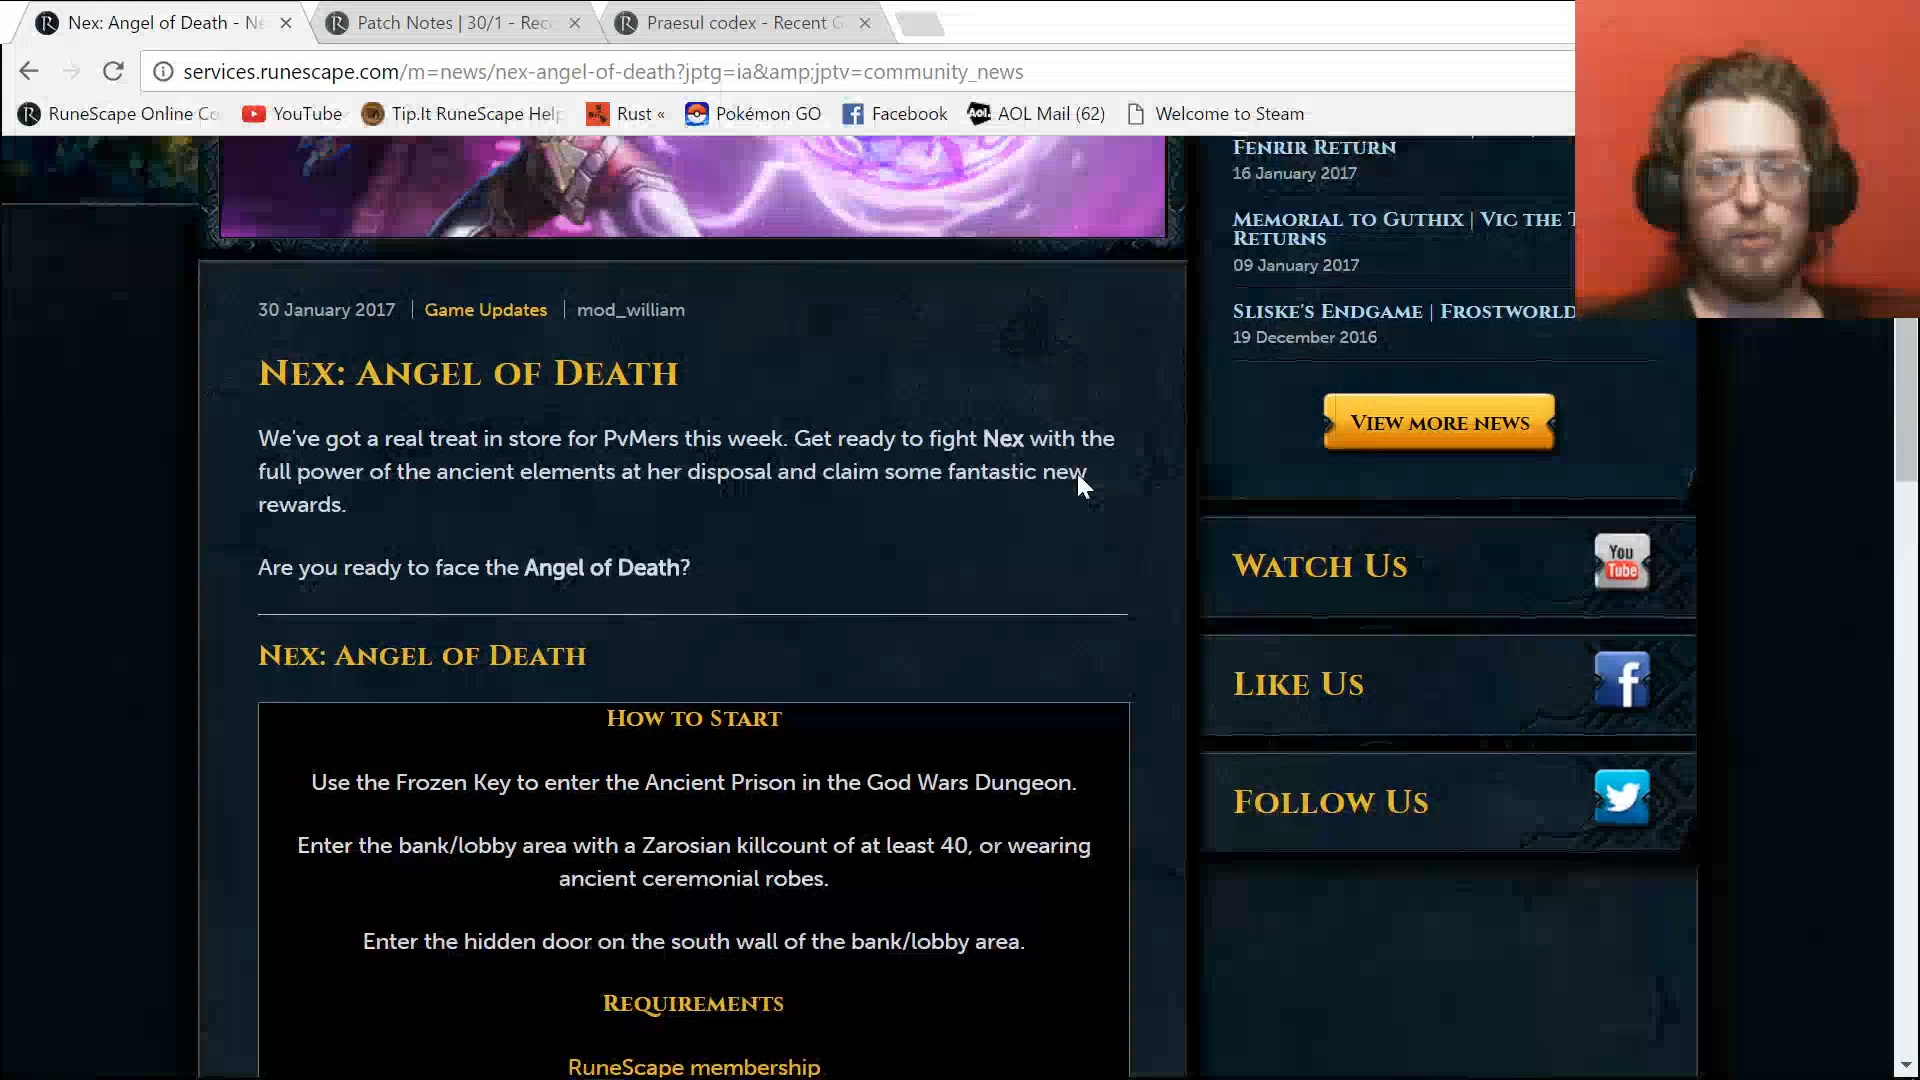 Nex: Angel of Death - Ne
Patch Notes | 30/1 - Rec
Praesul codex - Recent G
services.runescape.com/m=news/nex-angel-of-death?jptg=ia&amp;jptv=community_news
RuneScape Online Co
YouTube
Tip.It RuneScape Help
Rust «
Pokémon GO
Facebook
Aol.
AOL Mail (62)
Welcome to Steam
30 January 2017
Game Updates
mod_william
Nex: Angel of Death
We've got a real treat in store for PvMers this week. Get ready to fight Nex with the
full power of the ancient elements at her disposal and claim some fantastic new
rewards.
Are you ready to face the Angel of Death?
Nex: Angel of Death
How to Start
Use the Frozen Key to enter the Ancient Prison in the God Wars Dungeon.
Enter the bank/lobby area with a Zarosian killcount of at least 40, or wearing
ancient ceremonial robes.
Enter the hidden door on the south wall of the bank/lobby area.
Requirements
RuneScape membership
Fenrir Return
16 January 2017
Memorial to Guthix | Vic the T
Returns
09 January 2017
Sliske's Endgame | Frostworld
19 December 2016
View more news
Watch Us
You
Tube
Like Us
Follow Us